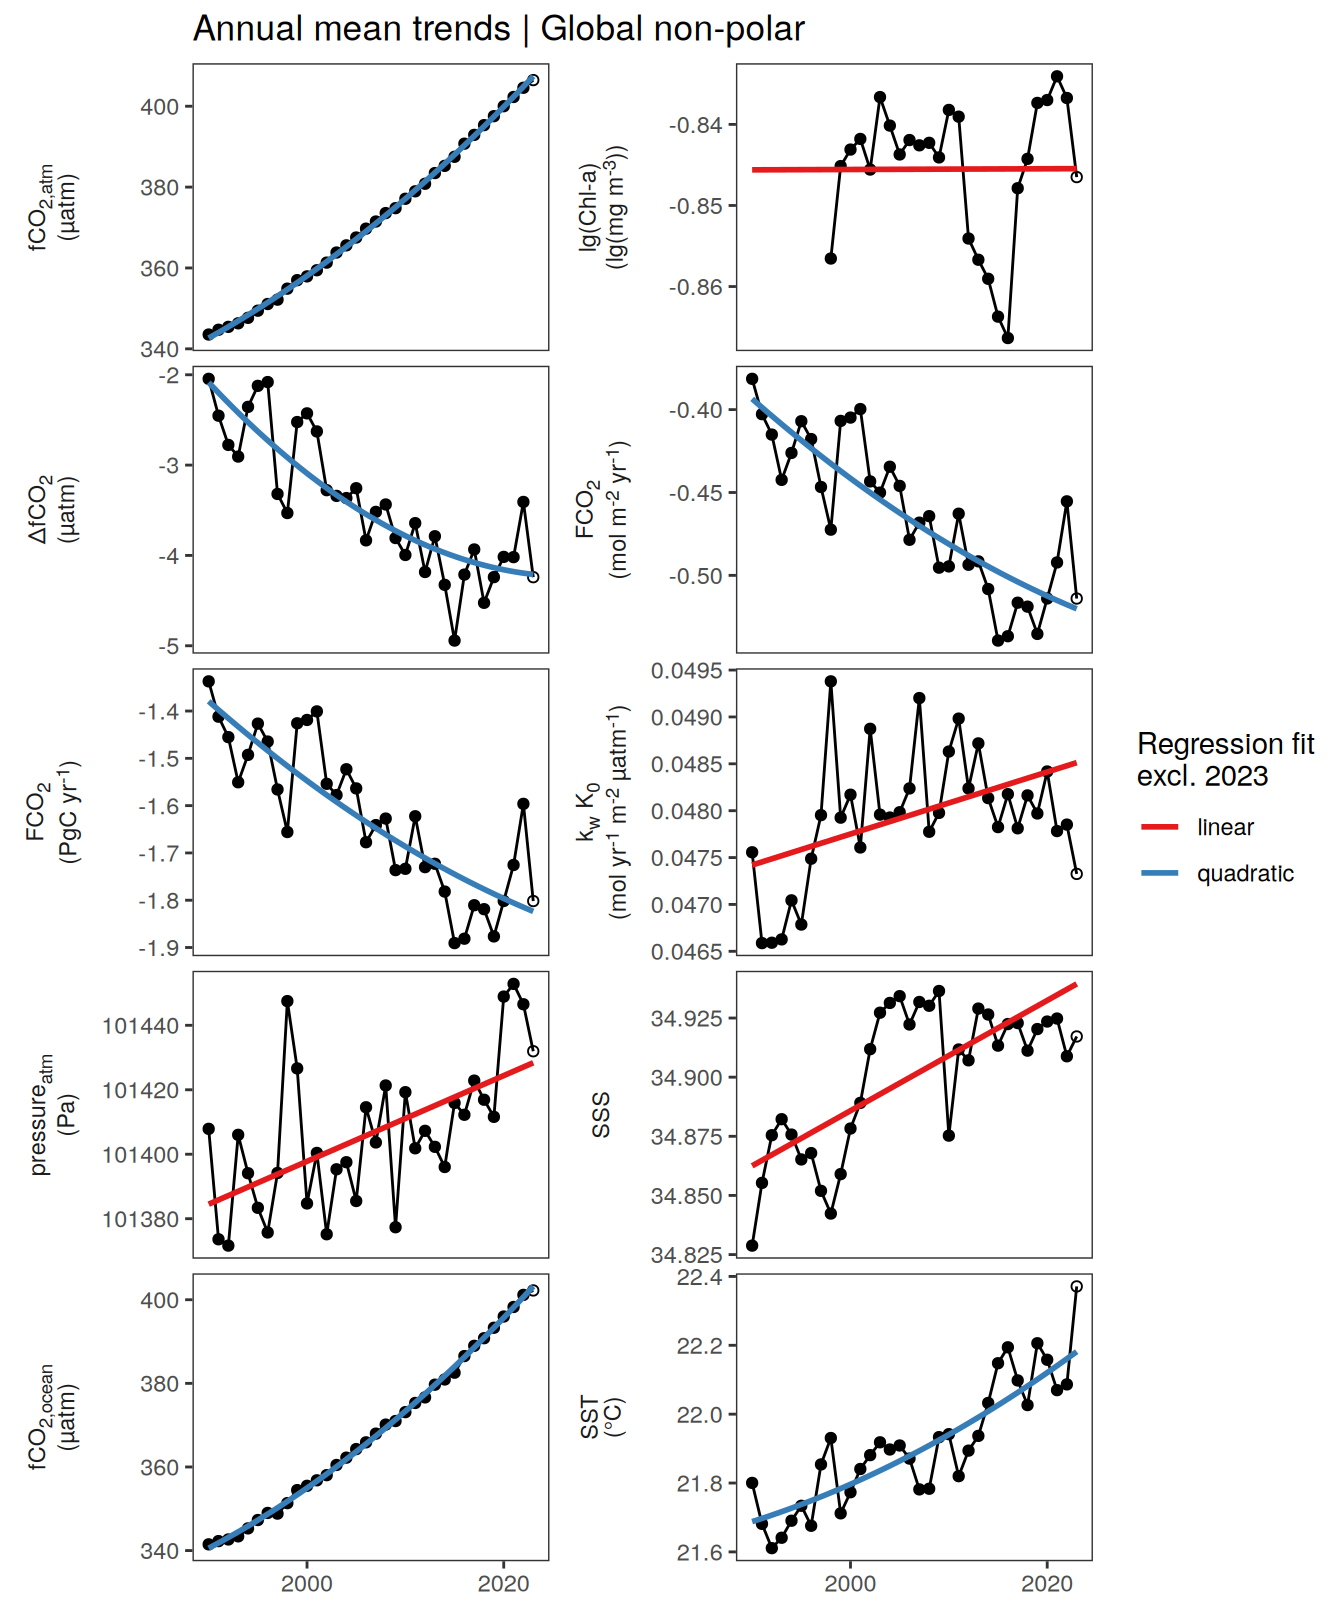 Annual mean trends | Global non-polar
fCO2,atm
(µatm)
400
380
360
340
lg(Chl-a)
(lg(mg m-3))
-0.84
-0.85
-0.86
ΔfCO2
(µatm)
-2
-3
-4
-5
FCO2
(mol m-2 yr-1)
-0.40
-0.45
-0.50
FCO2
(PgC yr-1)
-1.4
-1.5
-1.6
-1.7
-1.8
-1.9
kw K0
(mol yr-1 m-2 µatm-1)
0.0495
0.0490
0.0485
0.0480
0.0475
0.0470
0.0465
pressureatm
(Pa)
101440
101420
101400
101380
SSS
34.925
34.900
34.875
34.850
34.825
fCO2,ocean
(µatm)
400
380
360
340
2000
2020
SST
(°C)
22.4
22.2
22.0
21.8
21.6
2000
2020
Regression fit
excl. 2023
linear
quadratic